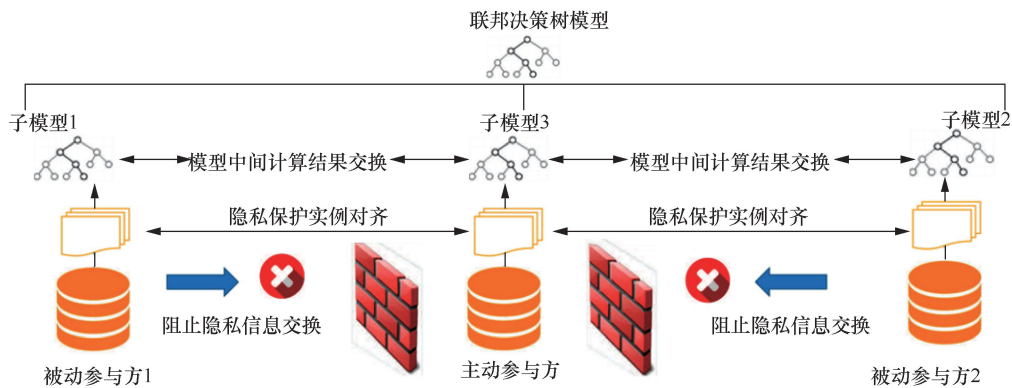 联邦决策树模型
子模型1
子模型3
子模型2
模型中间计算结果交换
模型中间计算结果交换
隐私保护实例对齐
隐私保护实例对齐
阻止隐私信息交换
阻止隐私信息交换
被动参与方1
主动参与方
被动参与方2